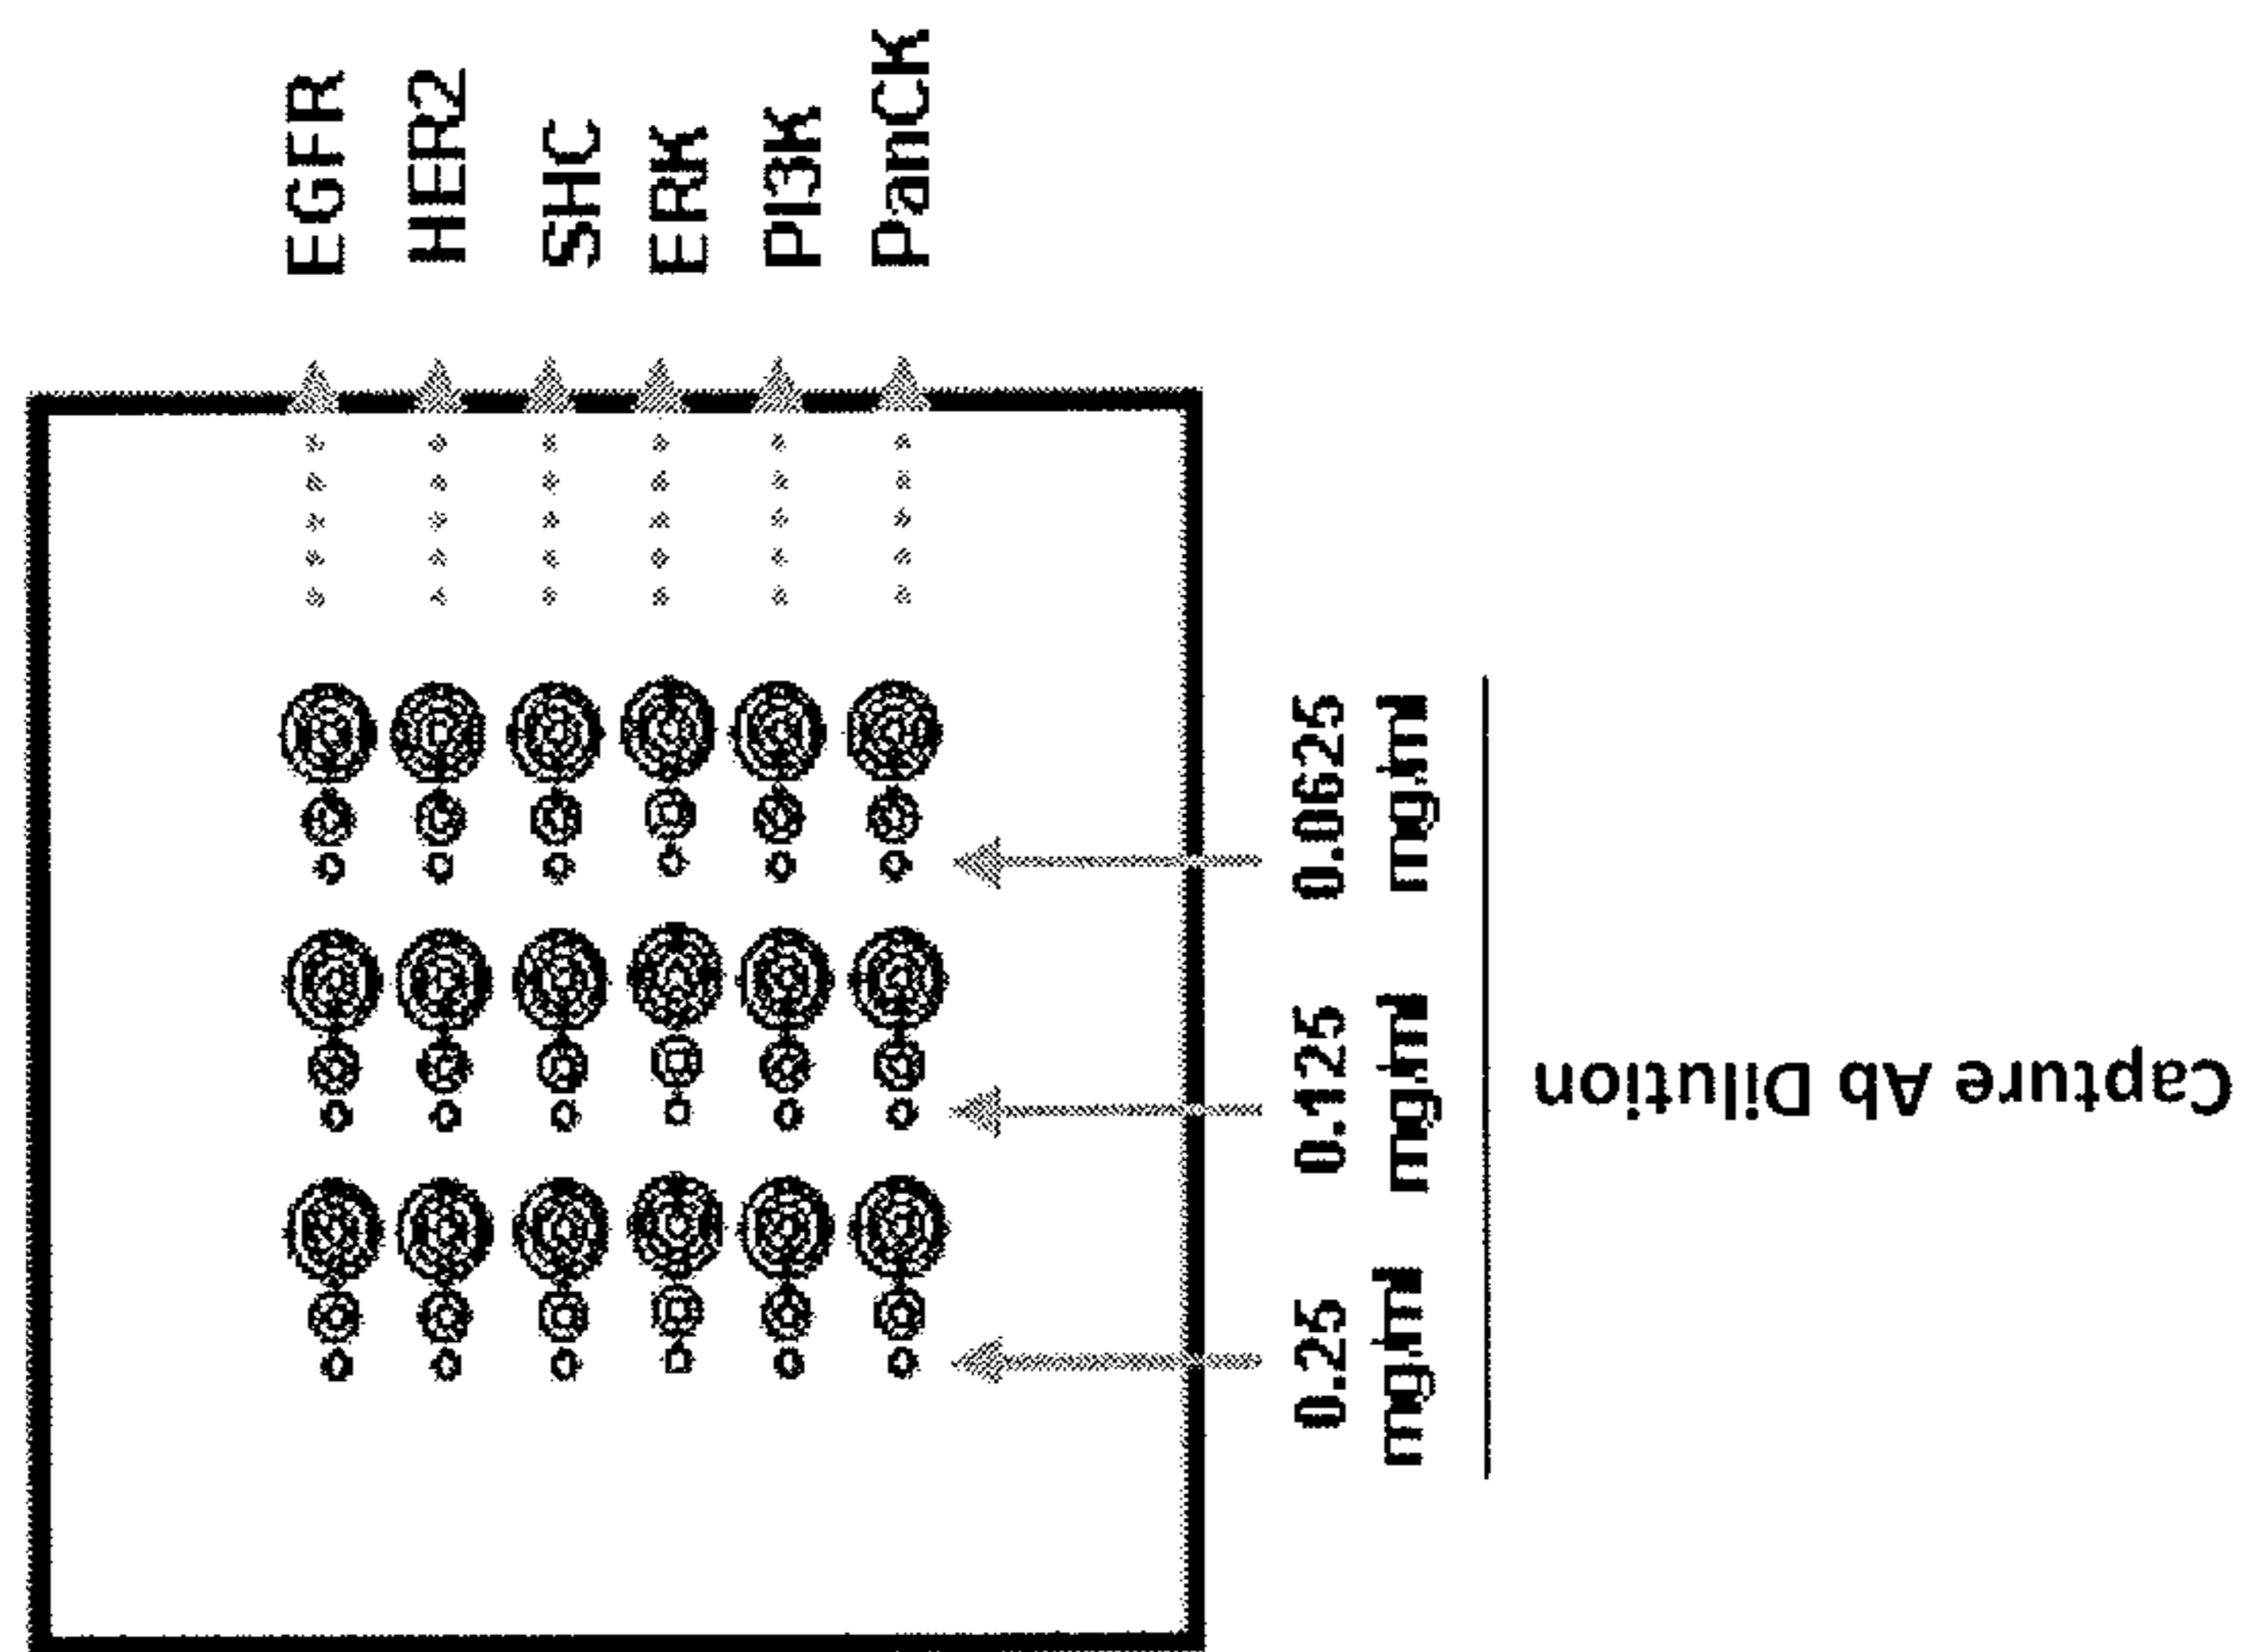 EGFR
HER2
SHC
ERK
PI3K
PanCK
0.25
mg/ml
0.125
mg/ml
0.0625
mg/ml
Capture Ab Dilution